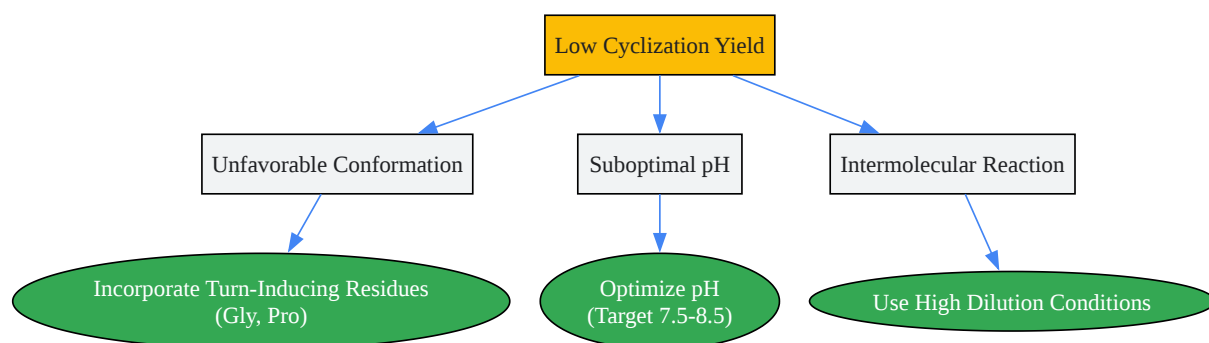 Low Cyclization Yield
Unfavorable Conformation
Suboptimal pH
Intermolecular Reaction
Incorporate Turn-Inducing Residues
(Gly, Pro)
Optimize pH
(Target 7.5-8.5)
Use High Dilution Conditions